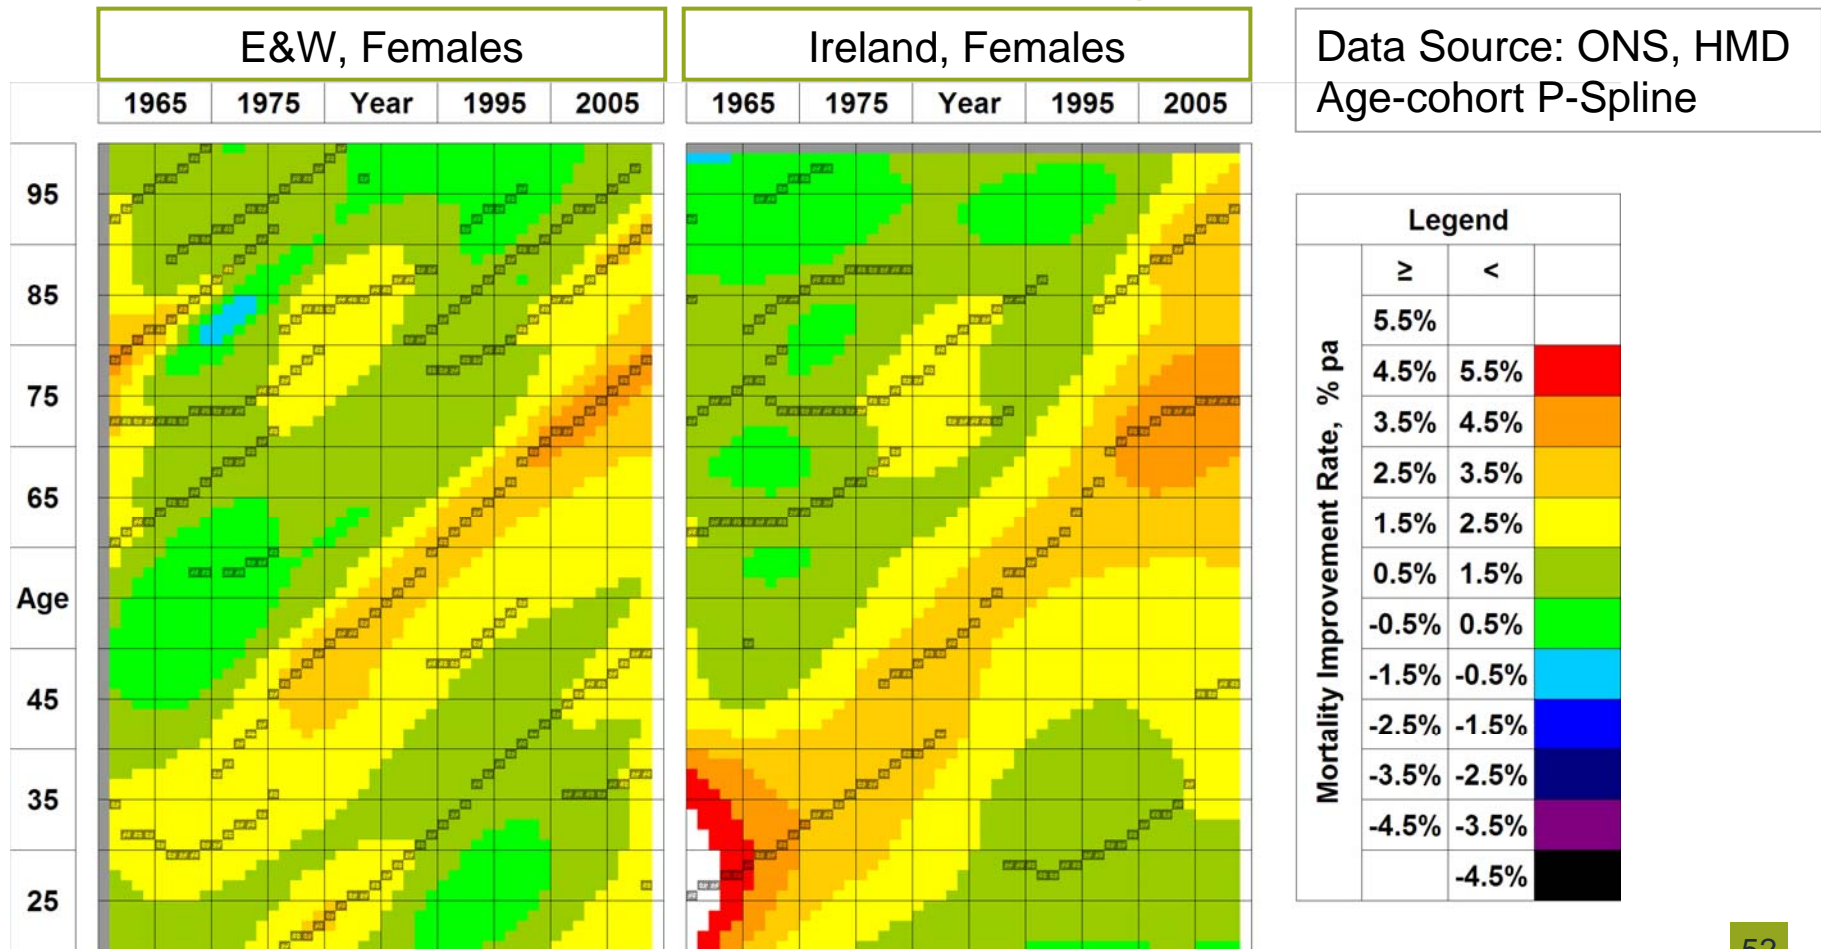 E&W, Females
Ireland, Females
Data Source: ONS, HMD
Age-cohort P-Spline
1965 1975 Year 1995 2005
1965 1975 Year 1995 2005
95
85
75
65
Age
45
35
25
Legend
≥ <
5.5%
4.5% 5.5%
3.5% 4.5%
2.5% 3.5%
1.5% 2.5%
0.5% 1.5%
-0.5% 0.5%
-1.5% -0.5%
-2.5% -1.5%
-3.5% -2.5%
-4.5% -3.5%
-4.5%
Mortality Improvement Rate, % pa